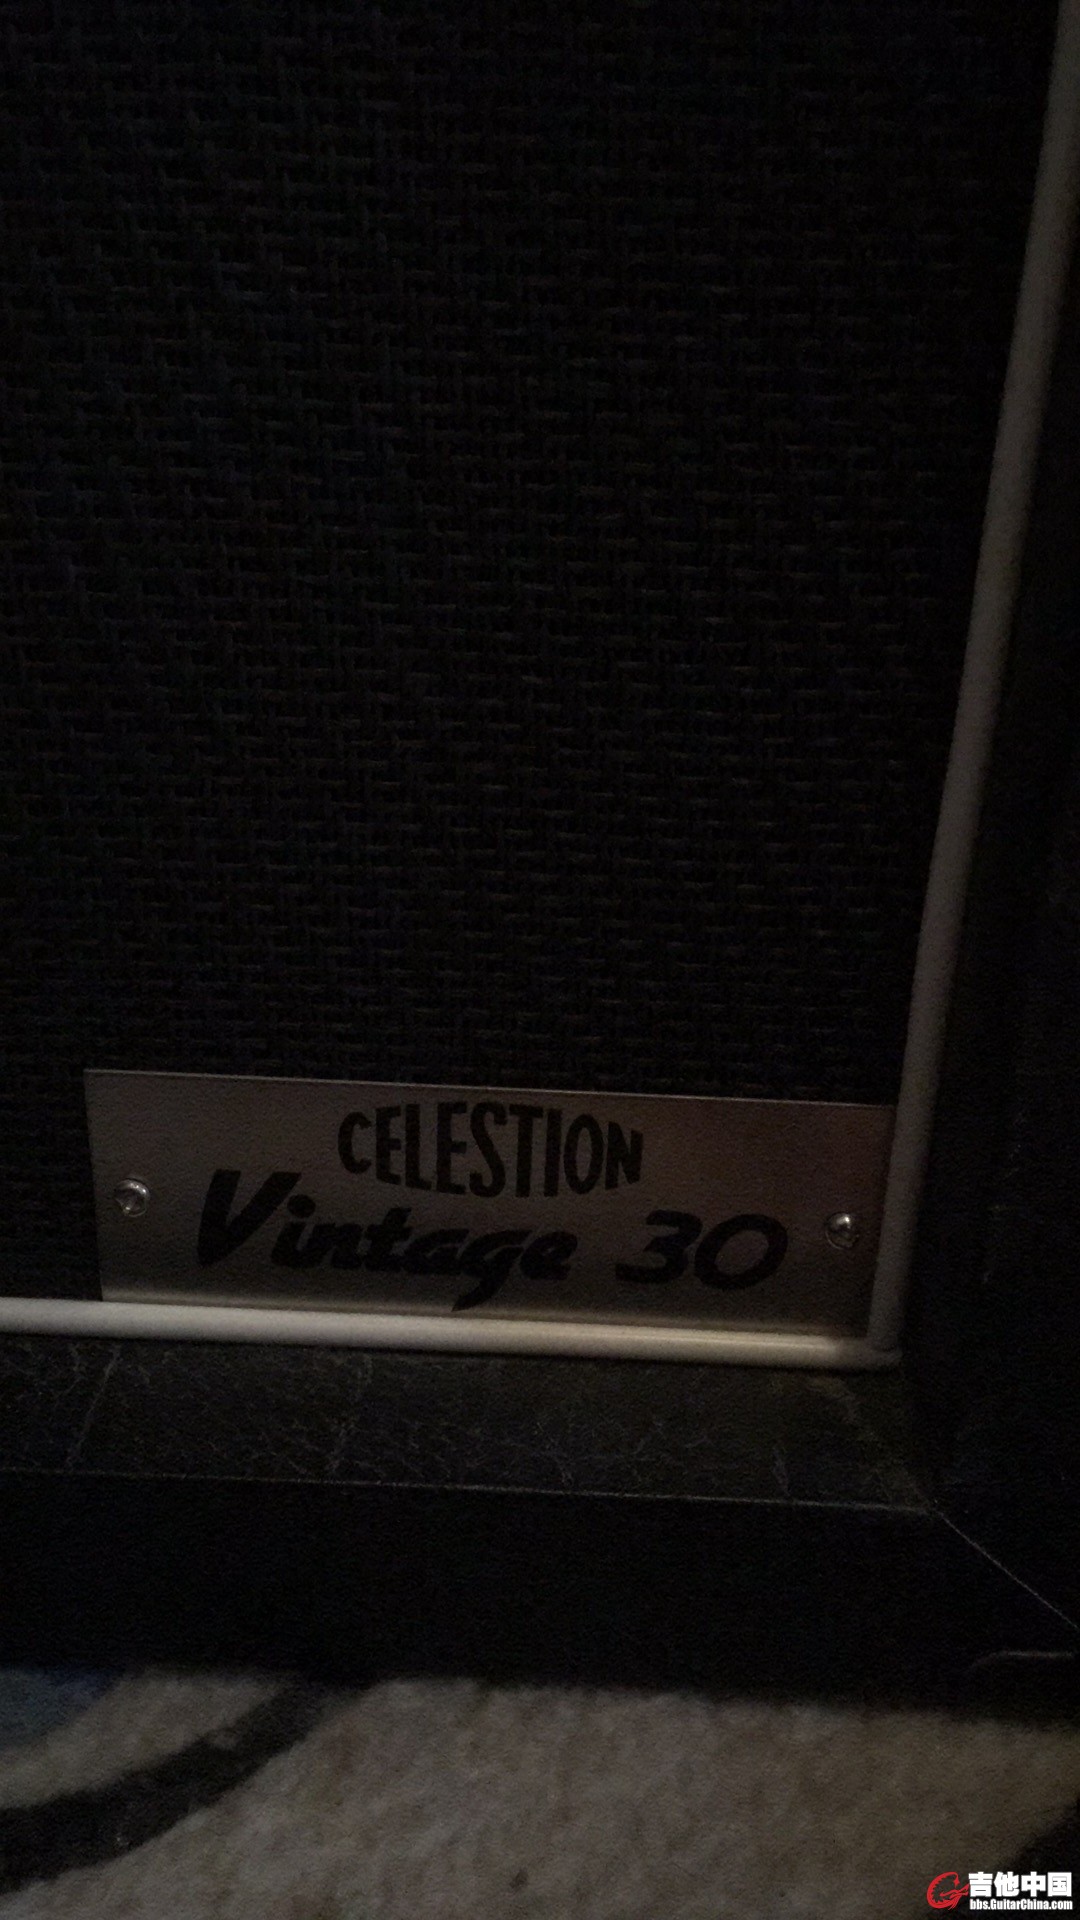 CELESTION
Vintage 30
吉他中国
bbs.GuitarChina.com